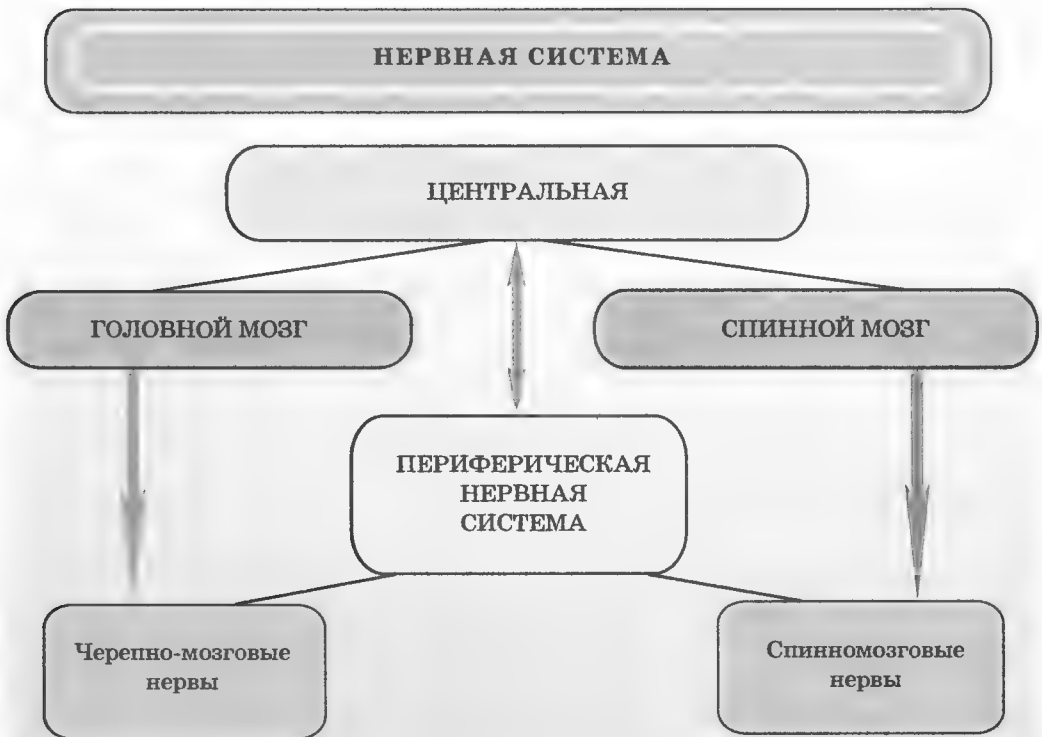 НЕРВНАЯ СИСТЕМА
ЦЕНТРАЛЬНАЯ
ГОЛОВНОЙ МОЗГ
СПИННОЙ МОЗГ
ПЕРИФЕРИЧЕСКАЯ
НЕРВНАЯ
СИСТЕМА
Черепно-мозговые
нервы
Спинномозговые
нервы